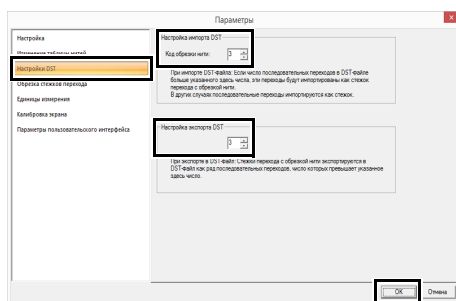 Параметры
Настройка
Изменение таблицы нитей
Настройки DST
Обрезка стежков перехода
Единицы измерения
Калибровка экрана
Параметры пользовательского интерфейса
Настройка импорта DST
Код обрезки нити: 3
При импорте DST-файла: Если число последовательных переходов в DST-файле
больше указанного здесь числа, эти переходы будут импортированы как стежок
перехода с обрезкой нити.
В других случаях последовательные переходы импортируются как стежок.
Настройка экспорта DST
3
При экспорте в DST-файл: Стежки перехода с обрезкой нити экспортируются в
DST-файл как ряд последовательных переходов, число которых превышает указанное
здесь число.
OK Отмена